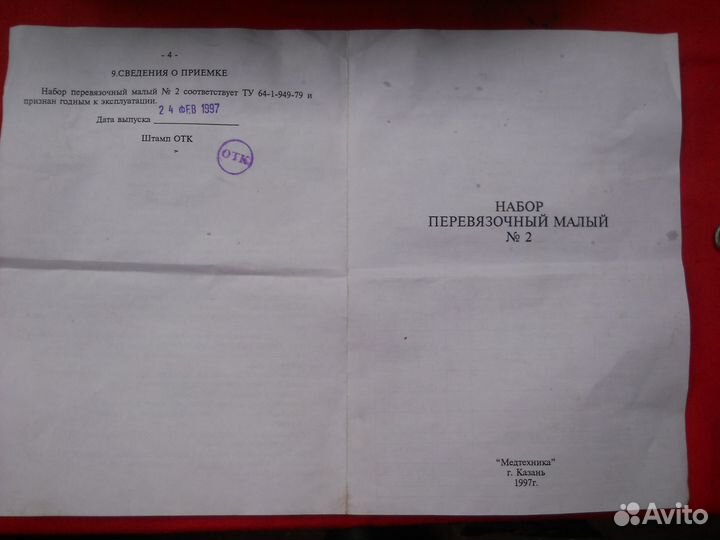 - 4 -
9.СВЕДЕНИЯ О ПРИЕМКЕ
Набор перевязочный малый № 2 соответствует ТУ 64-1-949-79 и
признан годным к эксплуатации.
Дата выпуска 24 ФЕВ 1997
Штамп ОТК
ОТК
НАБОР
ПЕРЕВЯЗОЧНЫЙ МАЛЫЙ
№ 2
"Медтехника"
г. Казань
1997г.
Avito